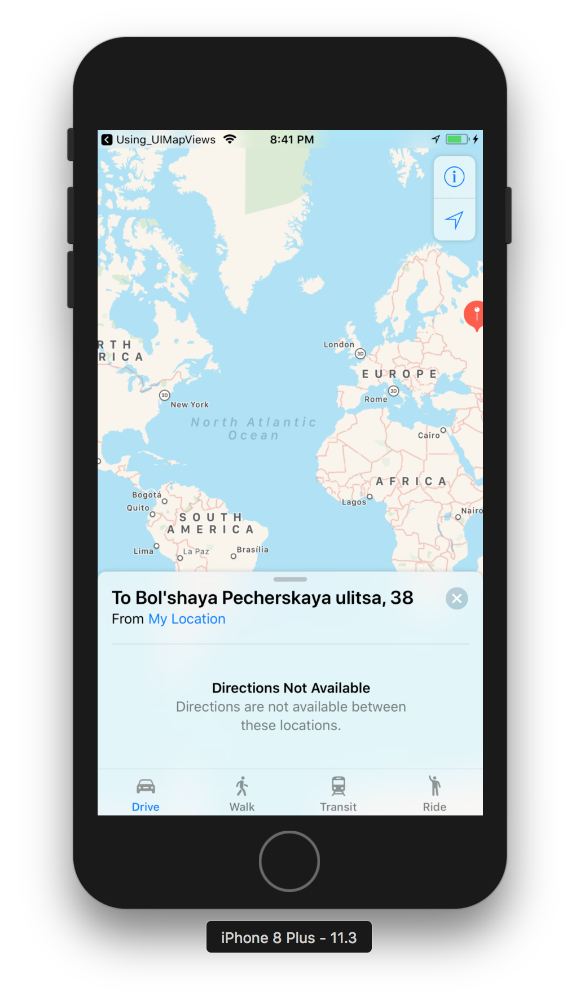 Using_UIMapViews 8:41 PM
London
3D
RTH
RICA
EUROPE
3D
Rome
3D
New York
North Atlantic
Ocean
Cairo
AFRICA
Bogotá
Lagos
Quito
Nairo
SOUTH
AMERICA
Lima
La Paz
Brasília
To Bol'shaya Pecherskaya ulitsa, 38
From My Location
Directions Not Available
Directions are not available between
these locations.
Drive Walk Transit Ride
iPhone 8 Plus - 11.3